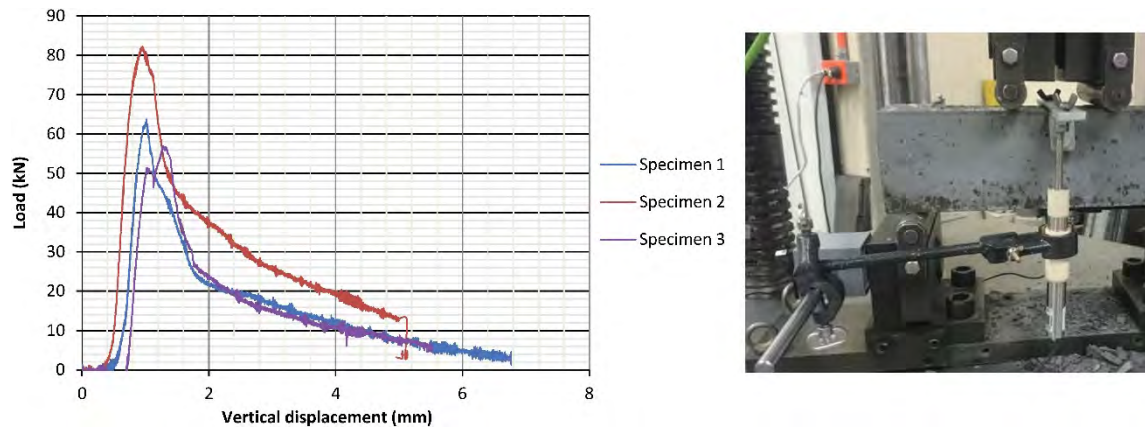 90
80
70
60
50
40
30
20
10
0
Load (kN)
0 2 4 6 8
Vertical displacement (mm)
Specimen 1
Specimen 2
Specimen 3